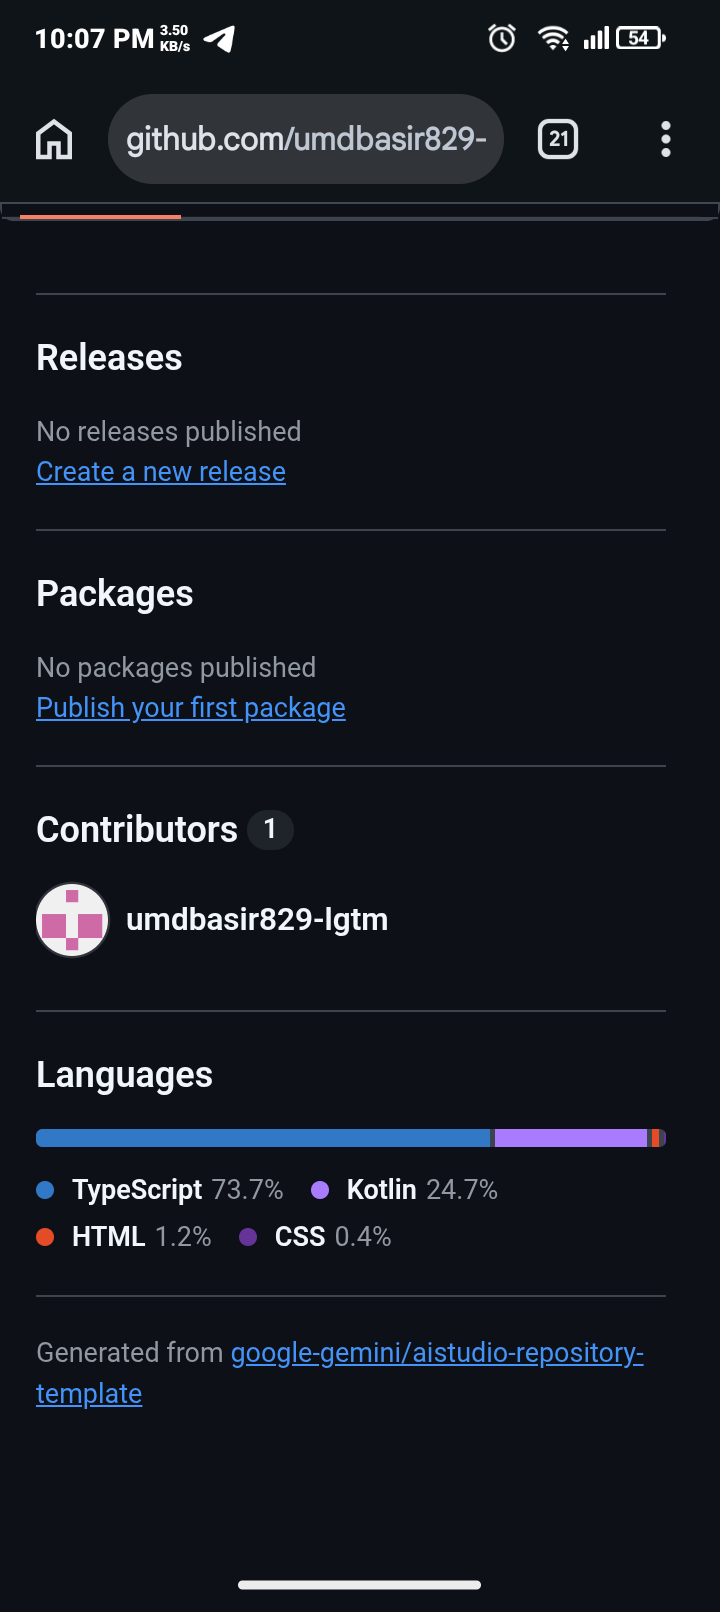 10:07 PM 3.50 KB/s 54
github.com/umdbasir829- 21
Releases
No releases published
Create a new release
Packages
No packages published
Publish your first package
Contributors 1
umdbasir829-lgtm
Languages
TypeScript 73.7% Kotlin 24.7%
HTML 1.2% CSS 0.4%
Generated from google-gemini/aistudio-repository-
template